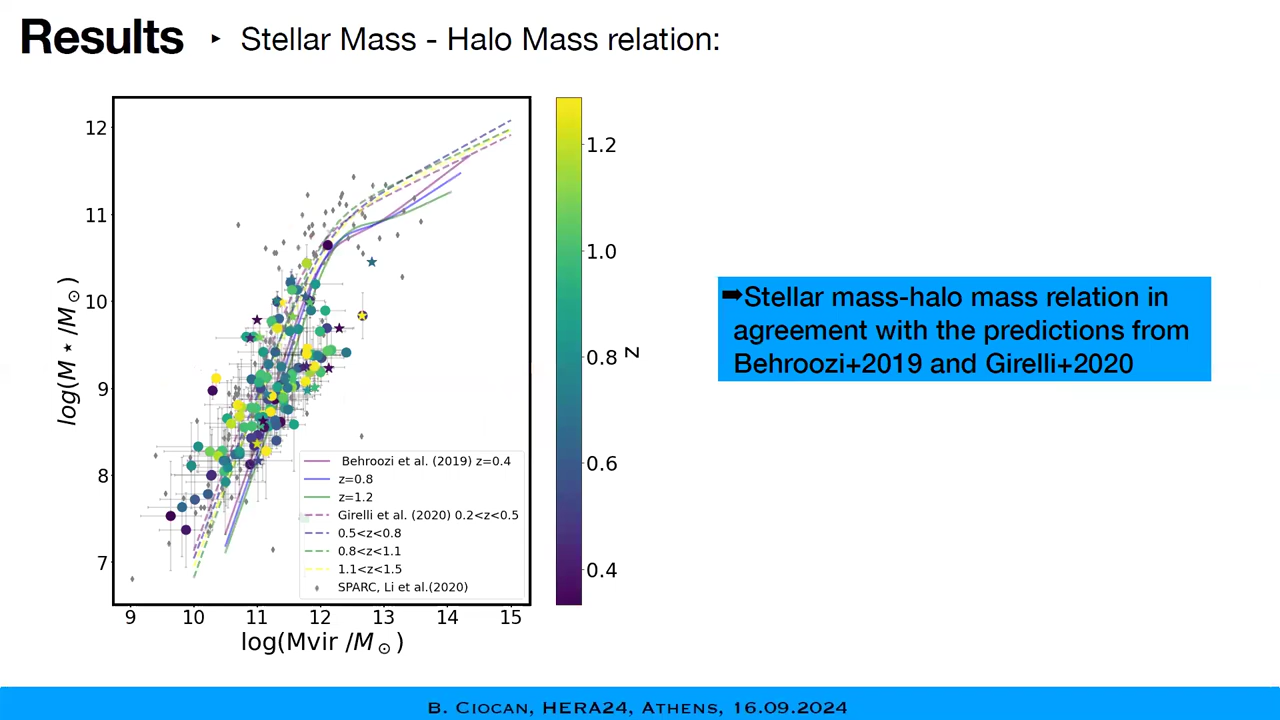 Results ‣ Stellar Mass - Halo Mass relation:
12
11
10
9
8
7
log(M⋆/M⊙)
9 10 11 12 13 14 15
log(Mvir /M⊙)
Behroozi et al. (2019) z=0.4
z=0.8
z=1.2
Girelli et al. (2020) 0.2<z<0.5
0.5<z<0.8
0.8<z<1.1
1.1<z<1.5
SPARC, Li et al.(2020)
1.2
1.0
0.8
0.6
0.4
z
➡Stellar mass-halo mass relation in
agreement with the predictions from
Behroozi+2019 and Girelli+2020
B. Ciocan, HERA24, Athens, 16.09.2024